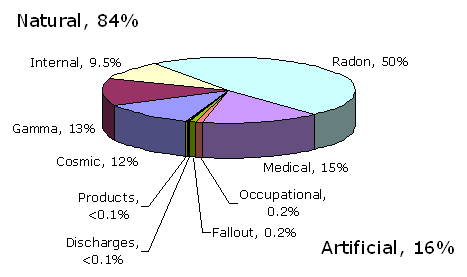 Natural, 84%
Internal, 9.5%
Radon, 50%
Gamma, 13%
Cosmic, 12%
Medical, 15%
Products,
<0.1%
Occupational,
0.2%
Fallout, 0.2%
Discharges,
<0.1%
Artificial, 16%